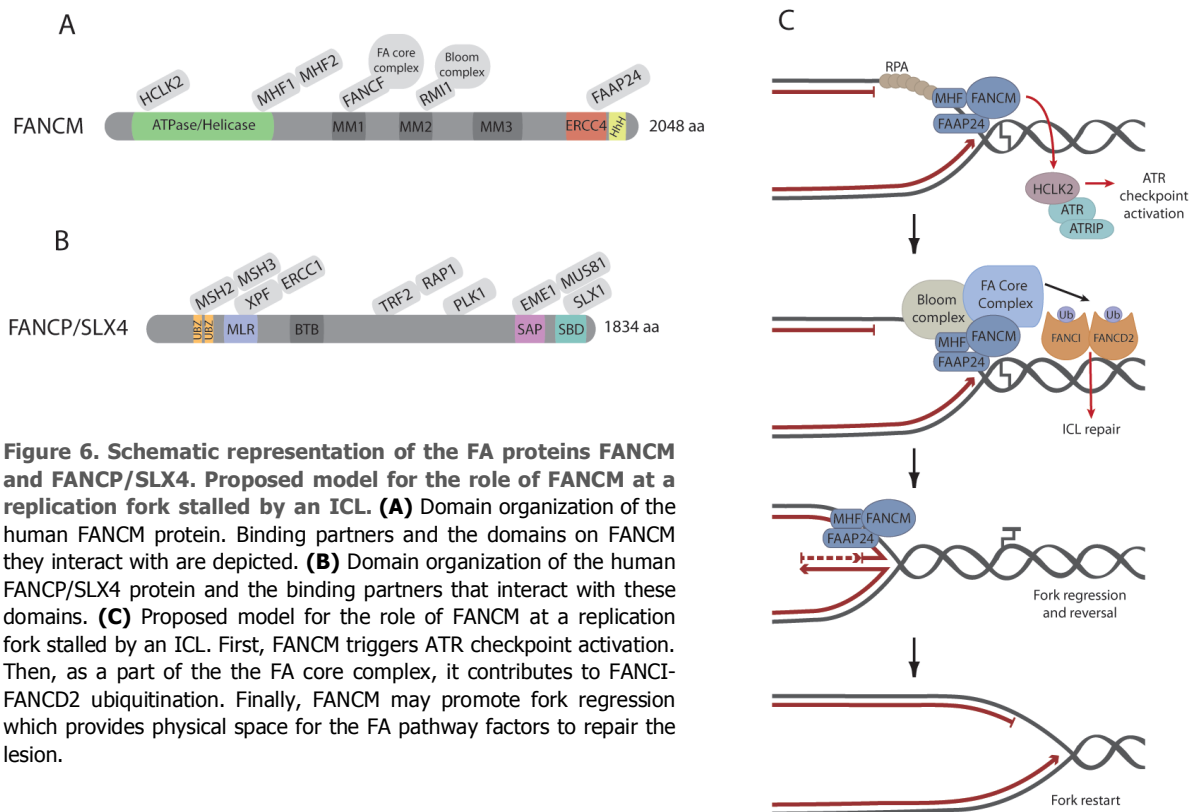 A
HCLK2
MHF1
MHF2
FANCF
FA core
complex
RMI1
Bloom
complex
FAAP24
FANCM
ATPase/Helicase
MM1
MM2
MM3
ERCC4
HhH
2048 aa
B
MSH2
MSH3
XPF
ERCC1
TRF2
RAP1
PLK1
EME1
MUS81
SLX1
FANCP/SLX4
UBZ
UBZ
MLR
BTB
SAP
SBD
1834 aa
Figure 6. Schematic representation of the FA proteins FANCM
and FANCP/SLX4. Proposed model for the role of FANCM at a
replication fork stalled by an ICL. (A) Domain organization of the
human FANCM protein. Binding partners and the domains on FANCM
they interact with are depicted. (B) Domain organization of the human
FANCP/SLX4 protein and the binding partners that interact with these
domains. (C) Proposed model for the role of FANCM at a replication
fork stalled by an ICL. First, FANCM triggers ATR checkpoint activation.
Then, as a part of the the FA core complex, it contributes to FANCI-
FANCD2 ubiquitination. Finally, FANCM may promote fork regression
which provides physical space for the FA pathway factors to repair the
lesion.
C
RPA
MHF
FANCM
FAAP24
HCLK2
ATR
ATRIP
ATR
checkpoint
activation
Bloom
complex
FA Core
Complex
MHF
FANCM
FAAP24
Ub
Ub
FANCI
FANCD2
ICL repair
MHF
FANCM
FAAP24
Fork regression
and reversal
Fork restart